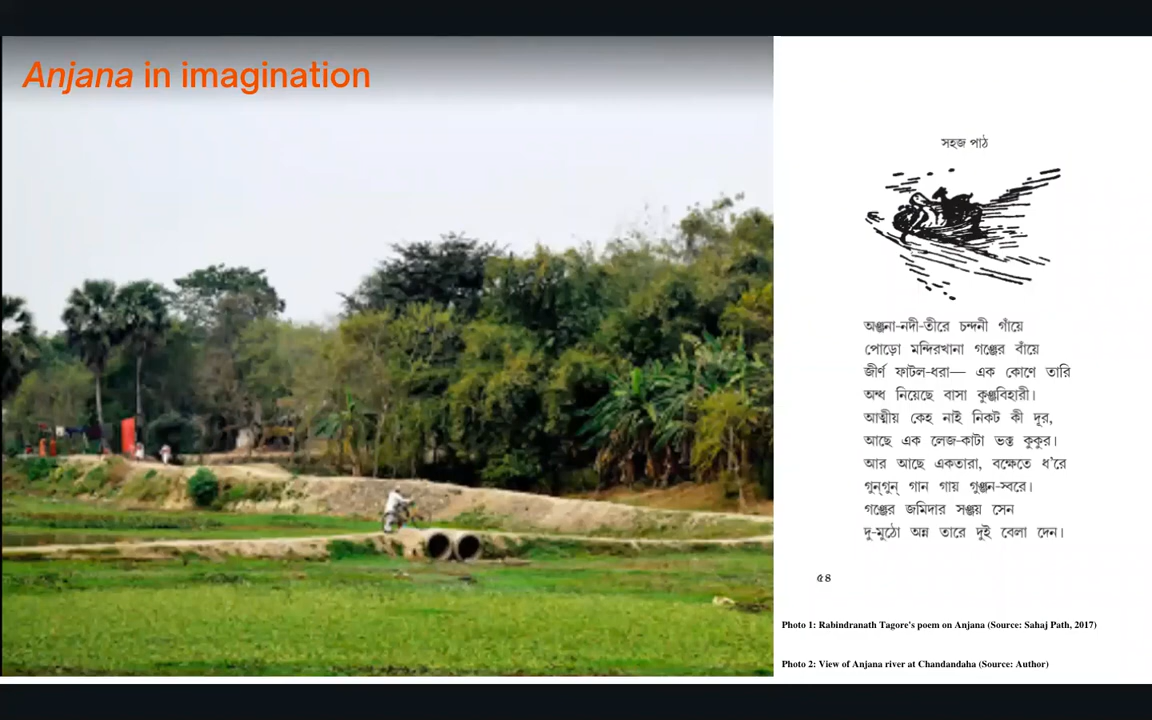 Anjana in imagination
সহজ পাঠ
অঞ্জনা-নদী-তীরে চন্দনী গাঁয়ে
পোড়ো মন্দিরখানা গঞ্জের বাঁয়ে
জীর্ণ ফাটল-ধরা— এক কোণে তারি
অন্ধ নিয়েছে বাসা কুঞ্জবিহারী।
আত্মীয় কেহ নাই নিকট কী দূর,
আছে এক লেজ-কাটা ভক্ত কুকুর।
আর আছে একতারা, বক্ষেতে ধ'রে
গুন্‌গুন্‌ গান গায় গুঞ্জন-স্বরে।
গঞ্জের জমিদার সঞ্জয় সেন
দু-মুঠো অন্ন তারে দুই বেলা দেন।
৫৪
Photo 1: Rabindranath Tagore's poem on Anjana (Source: Sahaj Path, 2017)
Photo 2: View of Anjana river at Chandandaha (Source: Author)